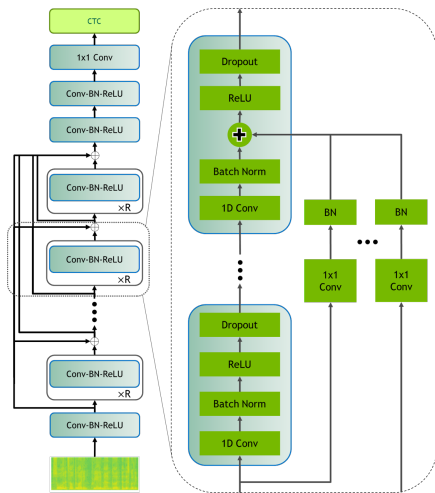 CTC
1x1 Conv
Conv-BN-ReLU
Conv-BN-ReLU
Conv-BN-ReLU
×R
Conv-BN-ReLU
×R
Conv-BN-ReLU
×R
Conv-BN-ReLU
Dropout
ReLU
+
Batch Norm
1D Conv
BN
BN
1x1
Conv
1x1
Conv
Dropout
ReLU
Batch Norm
1D Conv